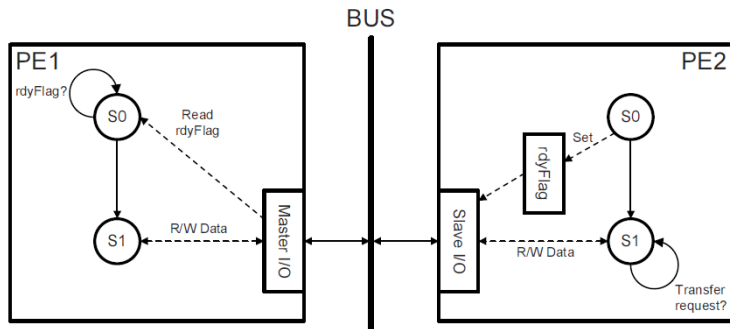 BUS
PE1
PE2
rdyFlag?
S0
S0
Read
rdyFlag
Set
rdyFlag
Master I/O
Slave I/O
S1
R/W Data
R/W Data
S1
Transfer
request?